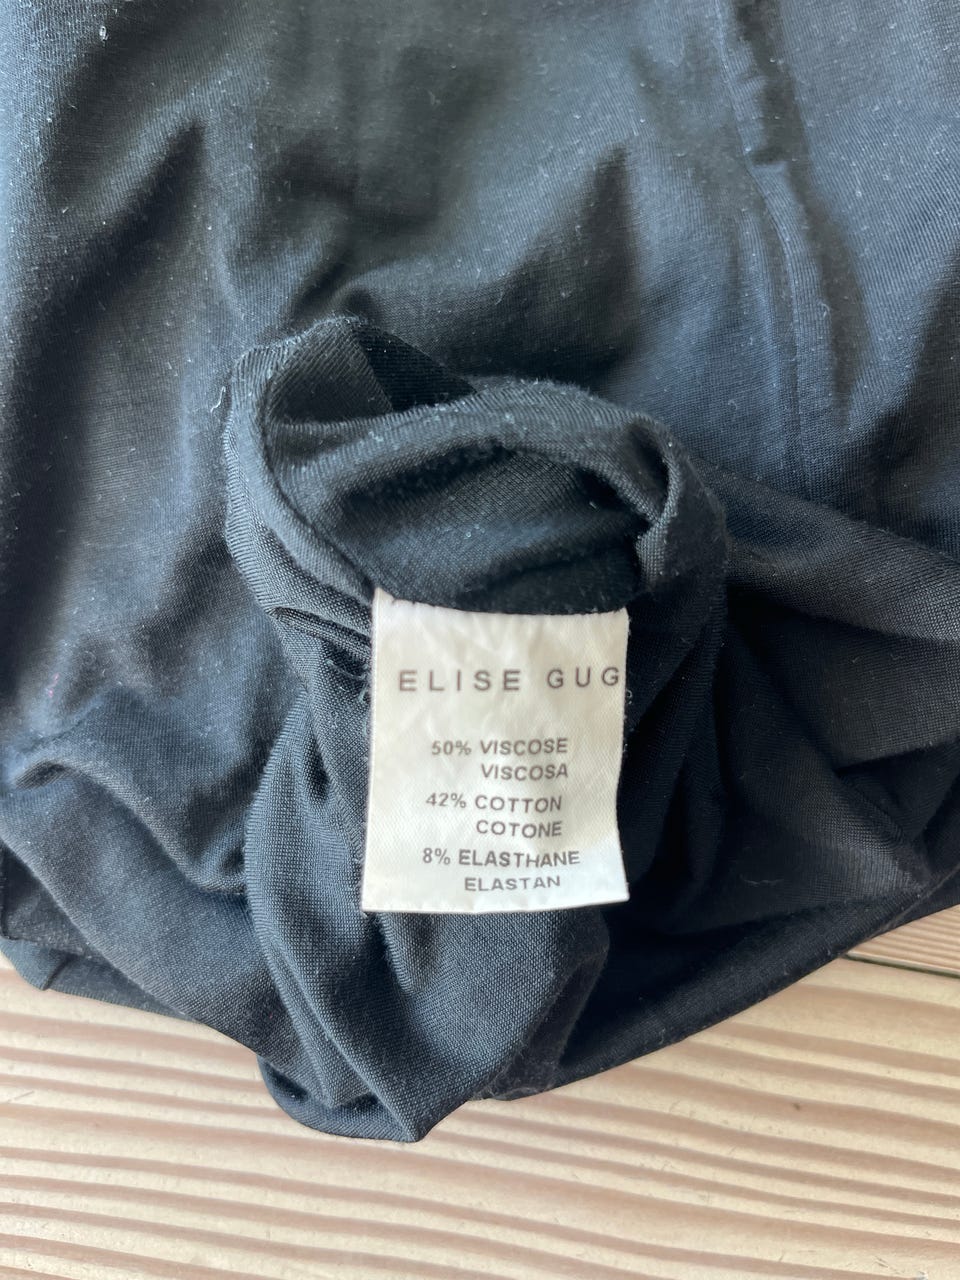 ELISE GUG
50% VISCOSE
VISCOSA
42% COTTON
COTONE
8% ELASTHANE
ELASTAN